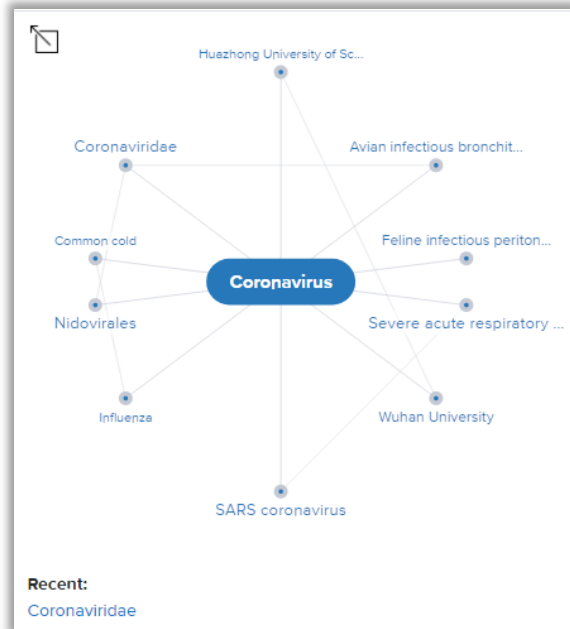 Huazhong University of Sc...
Coronaviridae
Avian infectious bronchit...
Common cold
Feline infectious periton...
Coronavirus
Nidovirales
Severe acute respiratory ...
Influenza
Wuhan University
SARS coronavirus
Recent:
Coronaviridae